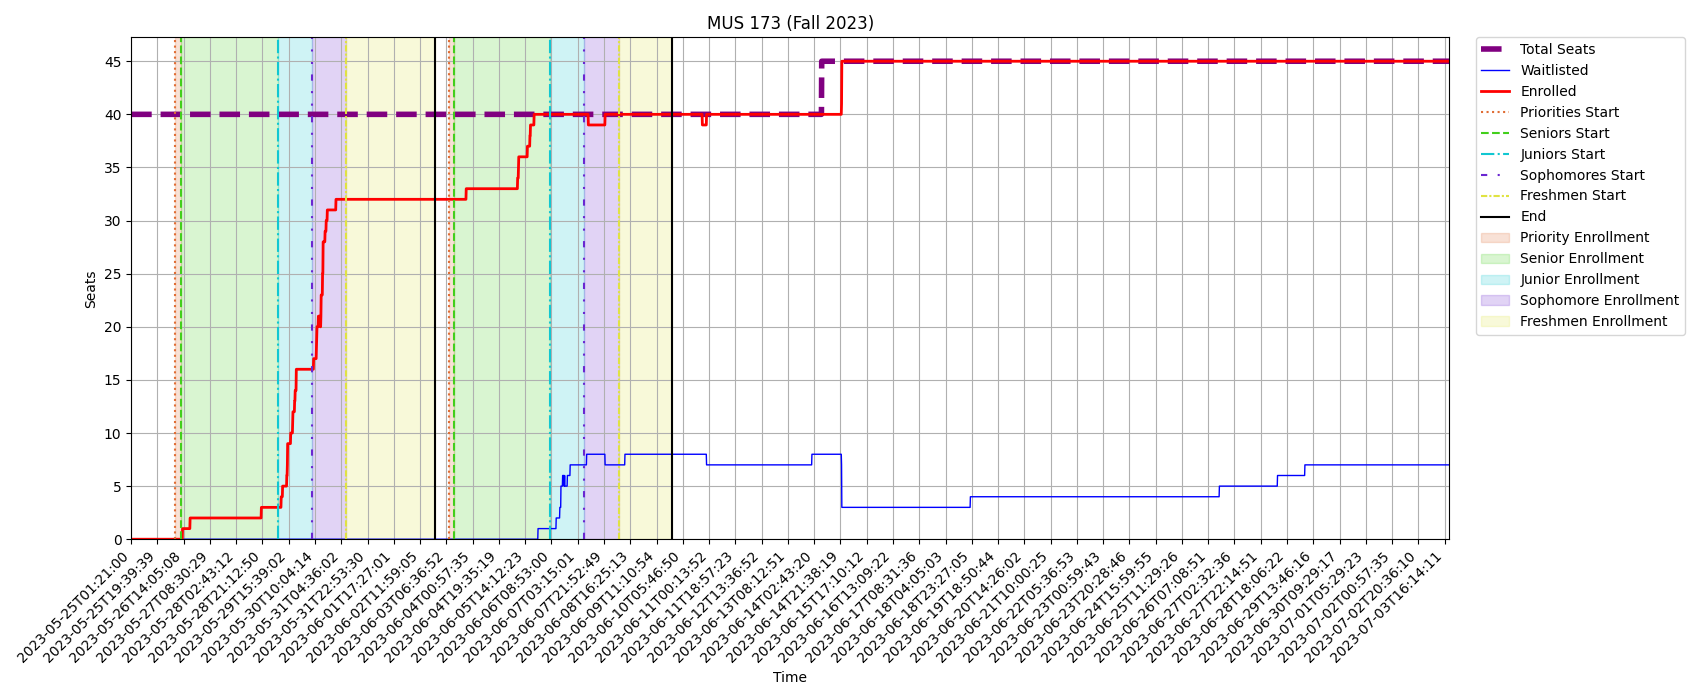 MUS 173 (Fall 2023)
Seats
45
40
35
30
25
20
15
10
5
0
2023-05-25T01:21:00
2023-05-25T19:39:39
2023-05-26T14:05:08
2023-05-27T08:30:29
2023-05-28T02:43:12
2023-05-28T21:12:50
2023-05-29T15:39:02
2023-05-30T10:04:14
2023-05-31T04:36:02
2023-05-31T22:53:30
2023-06-01T17:27:01
2023-06-02T11:59:05
2023-06-03T06:36:52
2023-06-04T00:57:35
2023-06-04T19:35:19
2023-06-05T14:12:23
2023-06-06T08:53:00
2023-06-07T03:15:01
2023-06-07T21:52:49
2023-06-08T16:25:13
2023-06-09T11:10:54
2023-06-10T05:46:50
2023-06-11T00:13:52
2023-06-11T18:57:23
2023-06-12T13:36:52
2023-06-13T08:12:51
2023-06-14T02:43:20
2023-06-14T21:38:19
2023-06-15T17:10:12
2023-06-16T13:09:22
2023-06-17T08:31:36
2023-06-18T04:05:03
2023-06-18T23:27:05
2023-06-19T18:50:44
2023-06-20T14:26:02
2023-06-21T10:00:25
2023-06-22T05:36:53
2023-06-23T00:59:43
2023-06-23T20:28:46
2023-06-24T15:59:55
2023-06-25T11:29:26
2023-06-26T07:08:51
2023-06-27T02:32:36
2023-06-27T22:14:51
2023-06-28T18:06:22
2023-06-29T13:46:16
2023-06-30T09:29:17
2023-07-01T05:29:23
2023-07-02T00:57:35
2023-07-02T20:36:10
2023-07-03T16:14:11
Time
Total Seats
Waitlisted
Enrolled
Priorities Start
Seniors Start
Juniors Start
Sophomores Start
Freshmen Start
End
Priority Enrollment
Senior Enrollment
Junior Enrollment
Sophomore Enrollment
Freshmen Enrollment